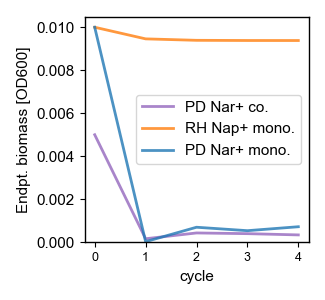 0.010
0.008
0.006
0.004
0.002
0.000
Endpt. biomass [OD600]
PD Nar+ co.
RH Nap+ mono.
PD Nar+ mono.
0 1 2 3 4
cycle